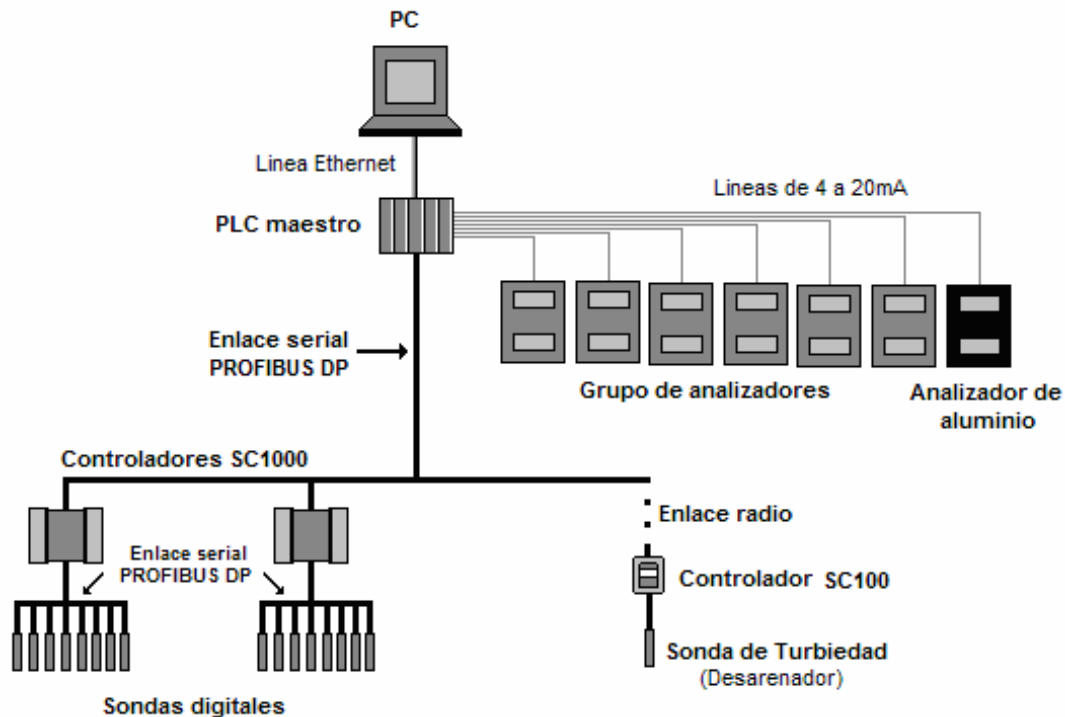 PC
Linea Ethernet
Lineas de 4 a 20mA
PLC maestro
Enlace serial
PROFIBUS DP
Grupo de analizadores
Analizador de
aluminio
Controladores SC1000
Enlace radio
Enlace serial
PROFIBUS DP
Controlador SC100
Sonda de Turbiedad
(Desarenador)
Sondas digitales